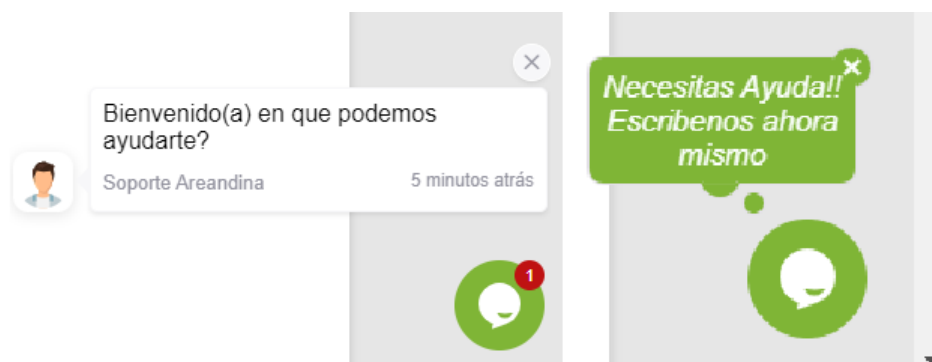 Bienvenido(a) en que podemos
ayudarte?
Soporte Areandina
5 minutos atrás
1
Necesitas Ayuda!!
Escribenos ahora
mismo